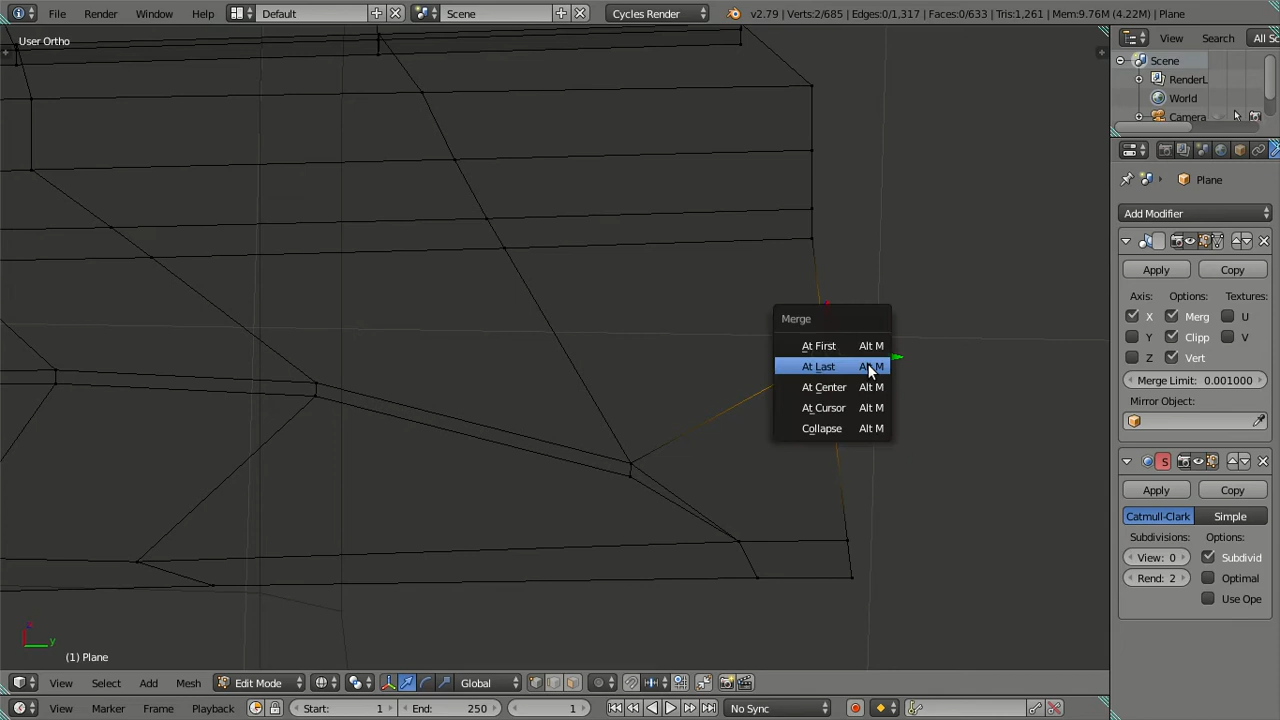 File Render Window Help Default Scene Cycles Render v2.79 | Verts:2/685 | Edges:0/1,317 | Faces:0/633 | Tris:1,261 | Mem:9.76M (4.22M) | Plane
User Ortho
View Search All Sc
Scene
RenderL
World
Camera
Plane
Add Modifier
Apply Copy
Axis: Options: Textures:
X Merg U
Y Clipp V
Z Vert
Merge Limit: 0.001000
Mirror Object:
S
Apply Copy
Catmull-Clark Simple
Subdivisions: Options:
View: 0 Subdivid
Rend: 2 Optimal
Use Ope
Merge
At First Alt M
At Last Alt M
At Center Alt M
At Cursor Alt M
Collapse Alt M
z
y
(1) Plane
View Select Add Mesh Edit Mode Global
View Marker Frame Playback Start: 1 End: 250 1 No Sync